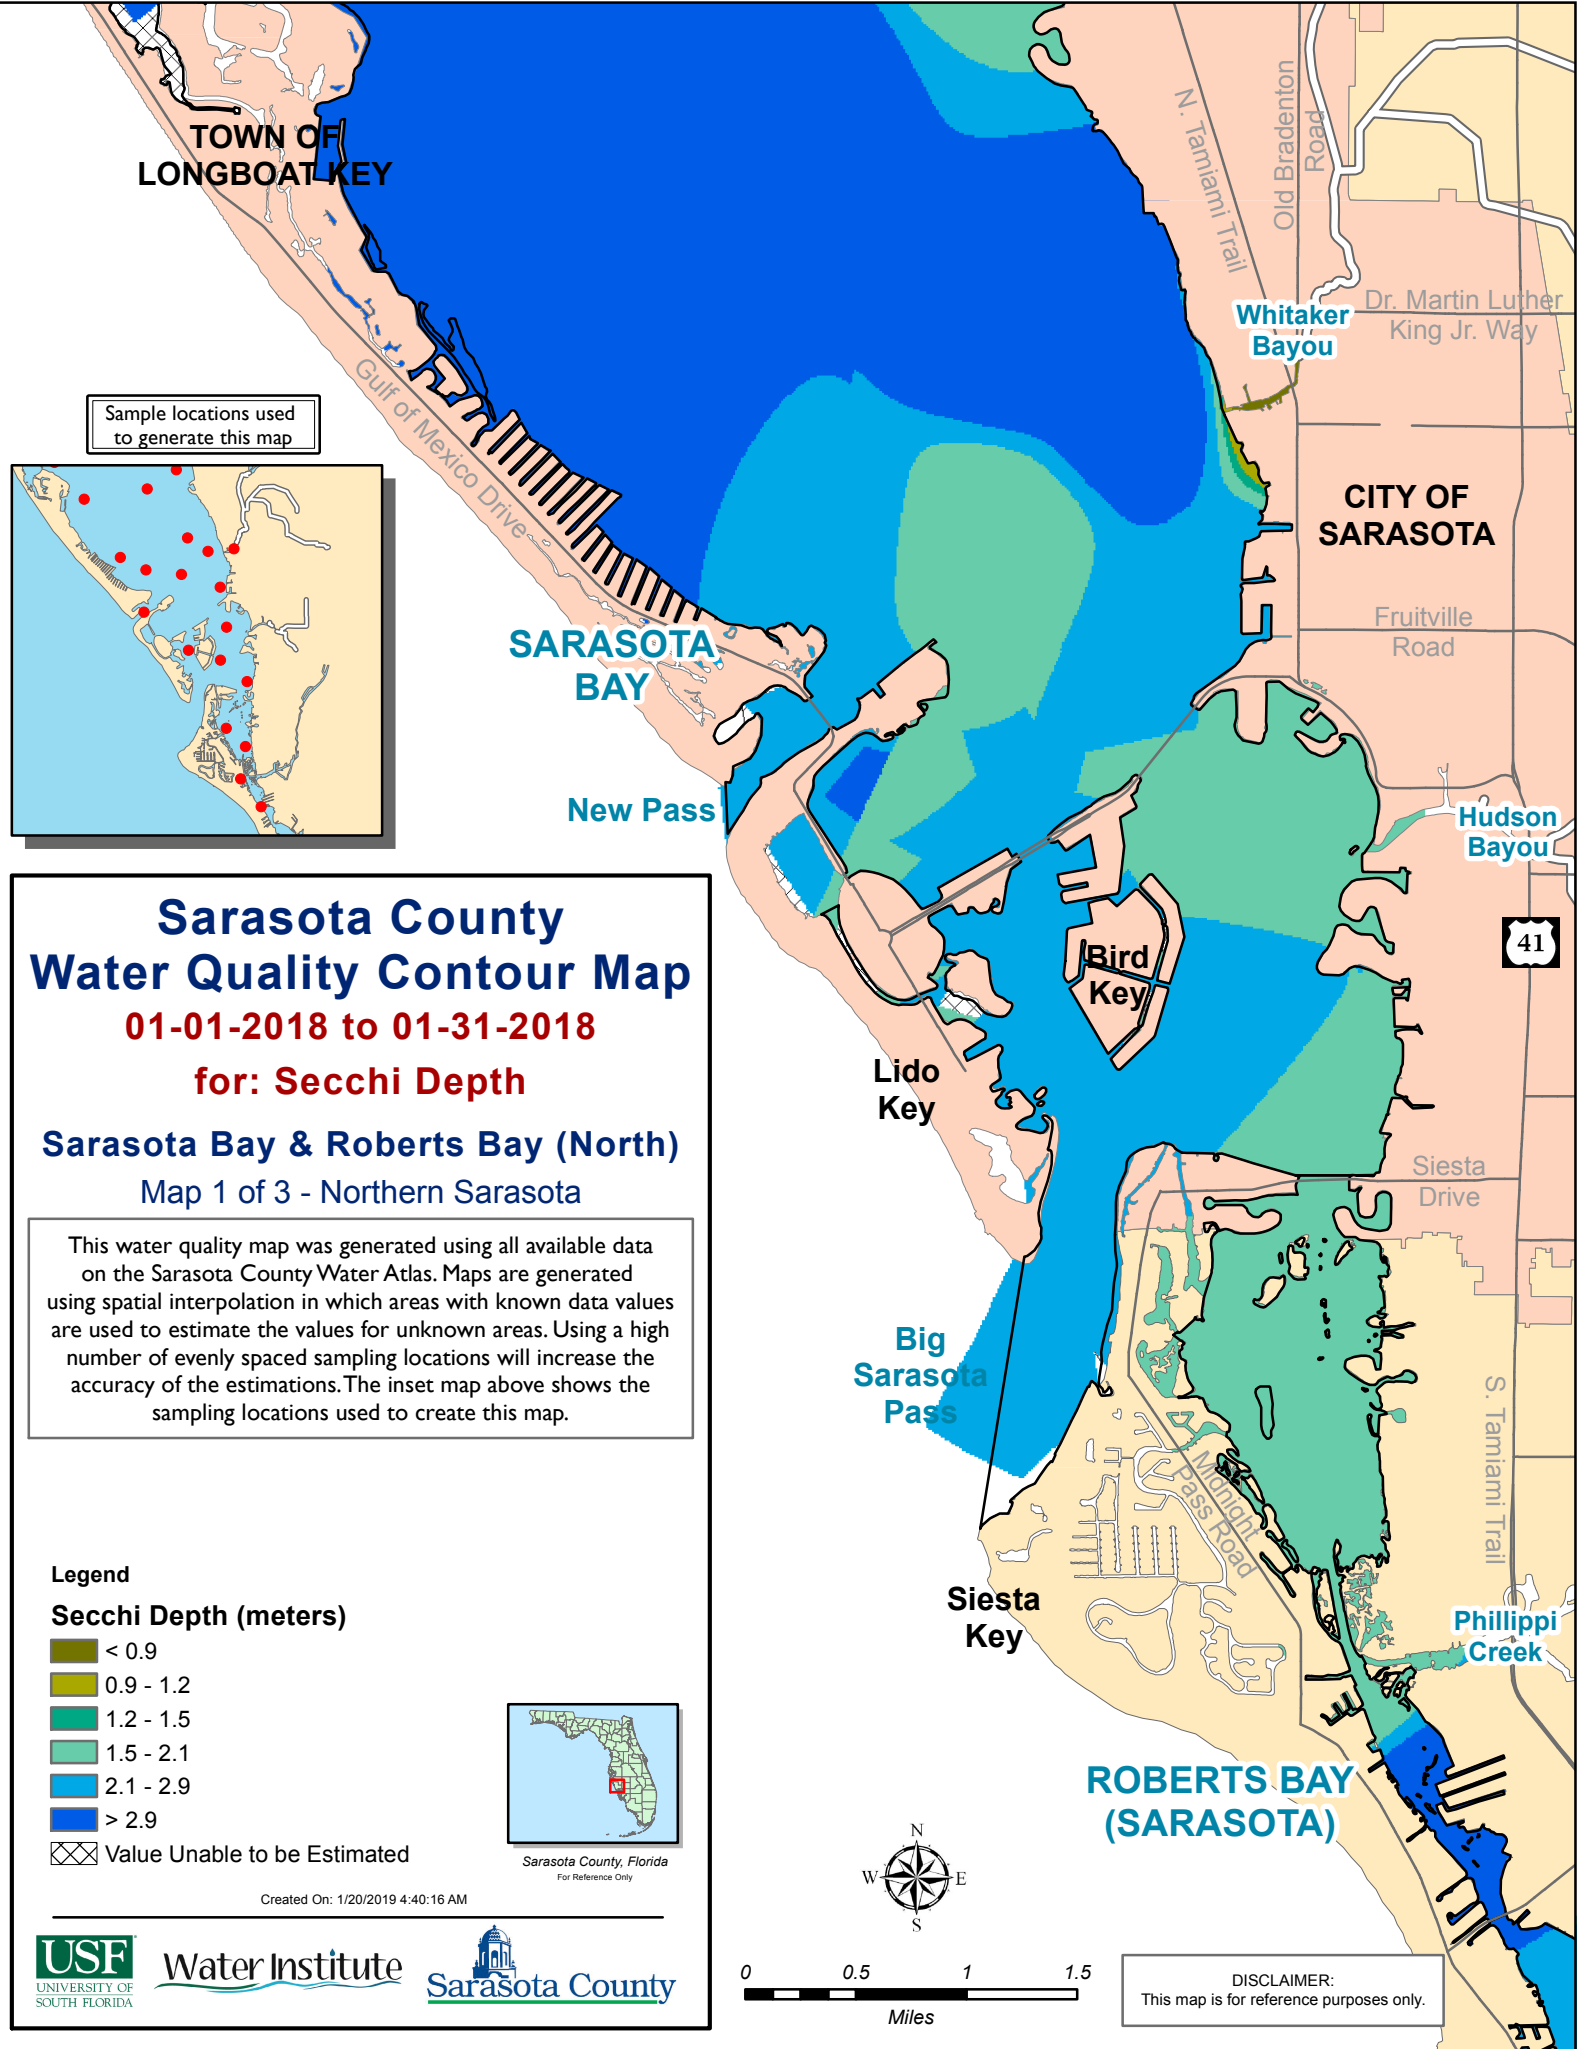 TOWN OF
LONGBOAT KEY
N. Tamiami Trail
Old Bradenton
Road
Whitaker
Bayou
Dr. Martin Luther
King Jr. Way
Gulf of Mexico Drive
Sample locations used
to generate this map
CITY OF
SARASOTA
Fruitville
Road
SARASOTA
BAY
New Pass
Hudson
Bayou
41
Bird
Key
Lido
Key
Siesta
Drive
Big
Sarasota
Pass
S. Tamiami Trail
Midnight
Pass Road
Siesta
Key
Phillippi
Creek
ROBERTS BAY
(SARASOTA)
Sarasota County
Water Quality Contour Map
01-01-2018 to 01-31-2018
for: Secchi Depth
Sarasota Bay & Roberts Bay (North)
Map 1 of 3 - Northern Sarasota
This water quality map was generated using all available data
on the Sarasota County Water Atlas. Maps are generated
using spatial interpolation in which areas with known data values
are used to estimate the values for unknown areas. Using a high
number of evenly spaced sampling locations will increase the
accuracy of the estimations. The inset map above shows the
sampling locations used to create this map.
Legend
Secchi Depth (meters)
< 0.9
0.9 - 1.2
1.2 - 1.5
1.5 - 2.1
2.1 - 2.9
> 2.9
Value Unable to be Estimated
Sarasota County, Florida
For Reference Only
Created On: 1/20/2019 4:40:16 AM
USF
UNIVERSITY OF
SOUTH FLORIDA
Water Institute
Sarasota County
N
W E
S
0 0.5 1 1.5
Miles
DISCLAIMER:
This map is for reference purposes only.